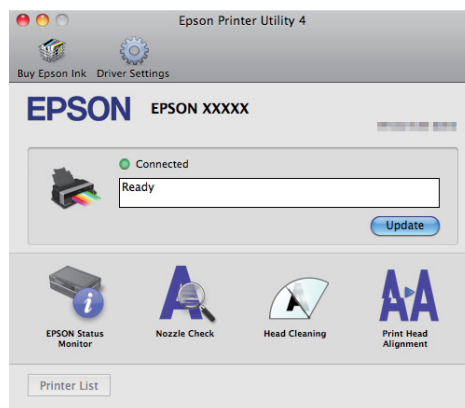 Epson Printer Utility 4
Buy Epson Ink Driver Settings
EPSON EPSON XXXXX
Connected
Ready
Update
EPSON Status Monitor
Nozzle Check
Head Cleaning
Print Head Alignment
Printer List